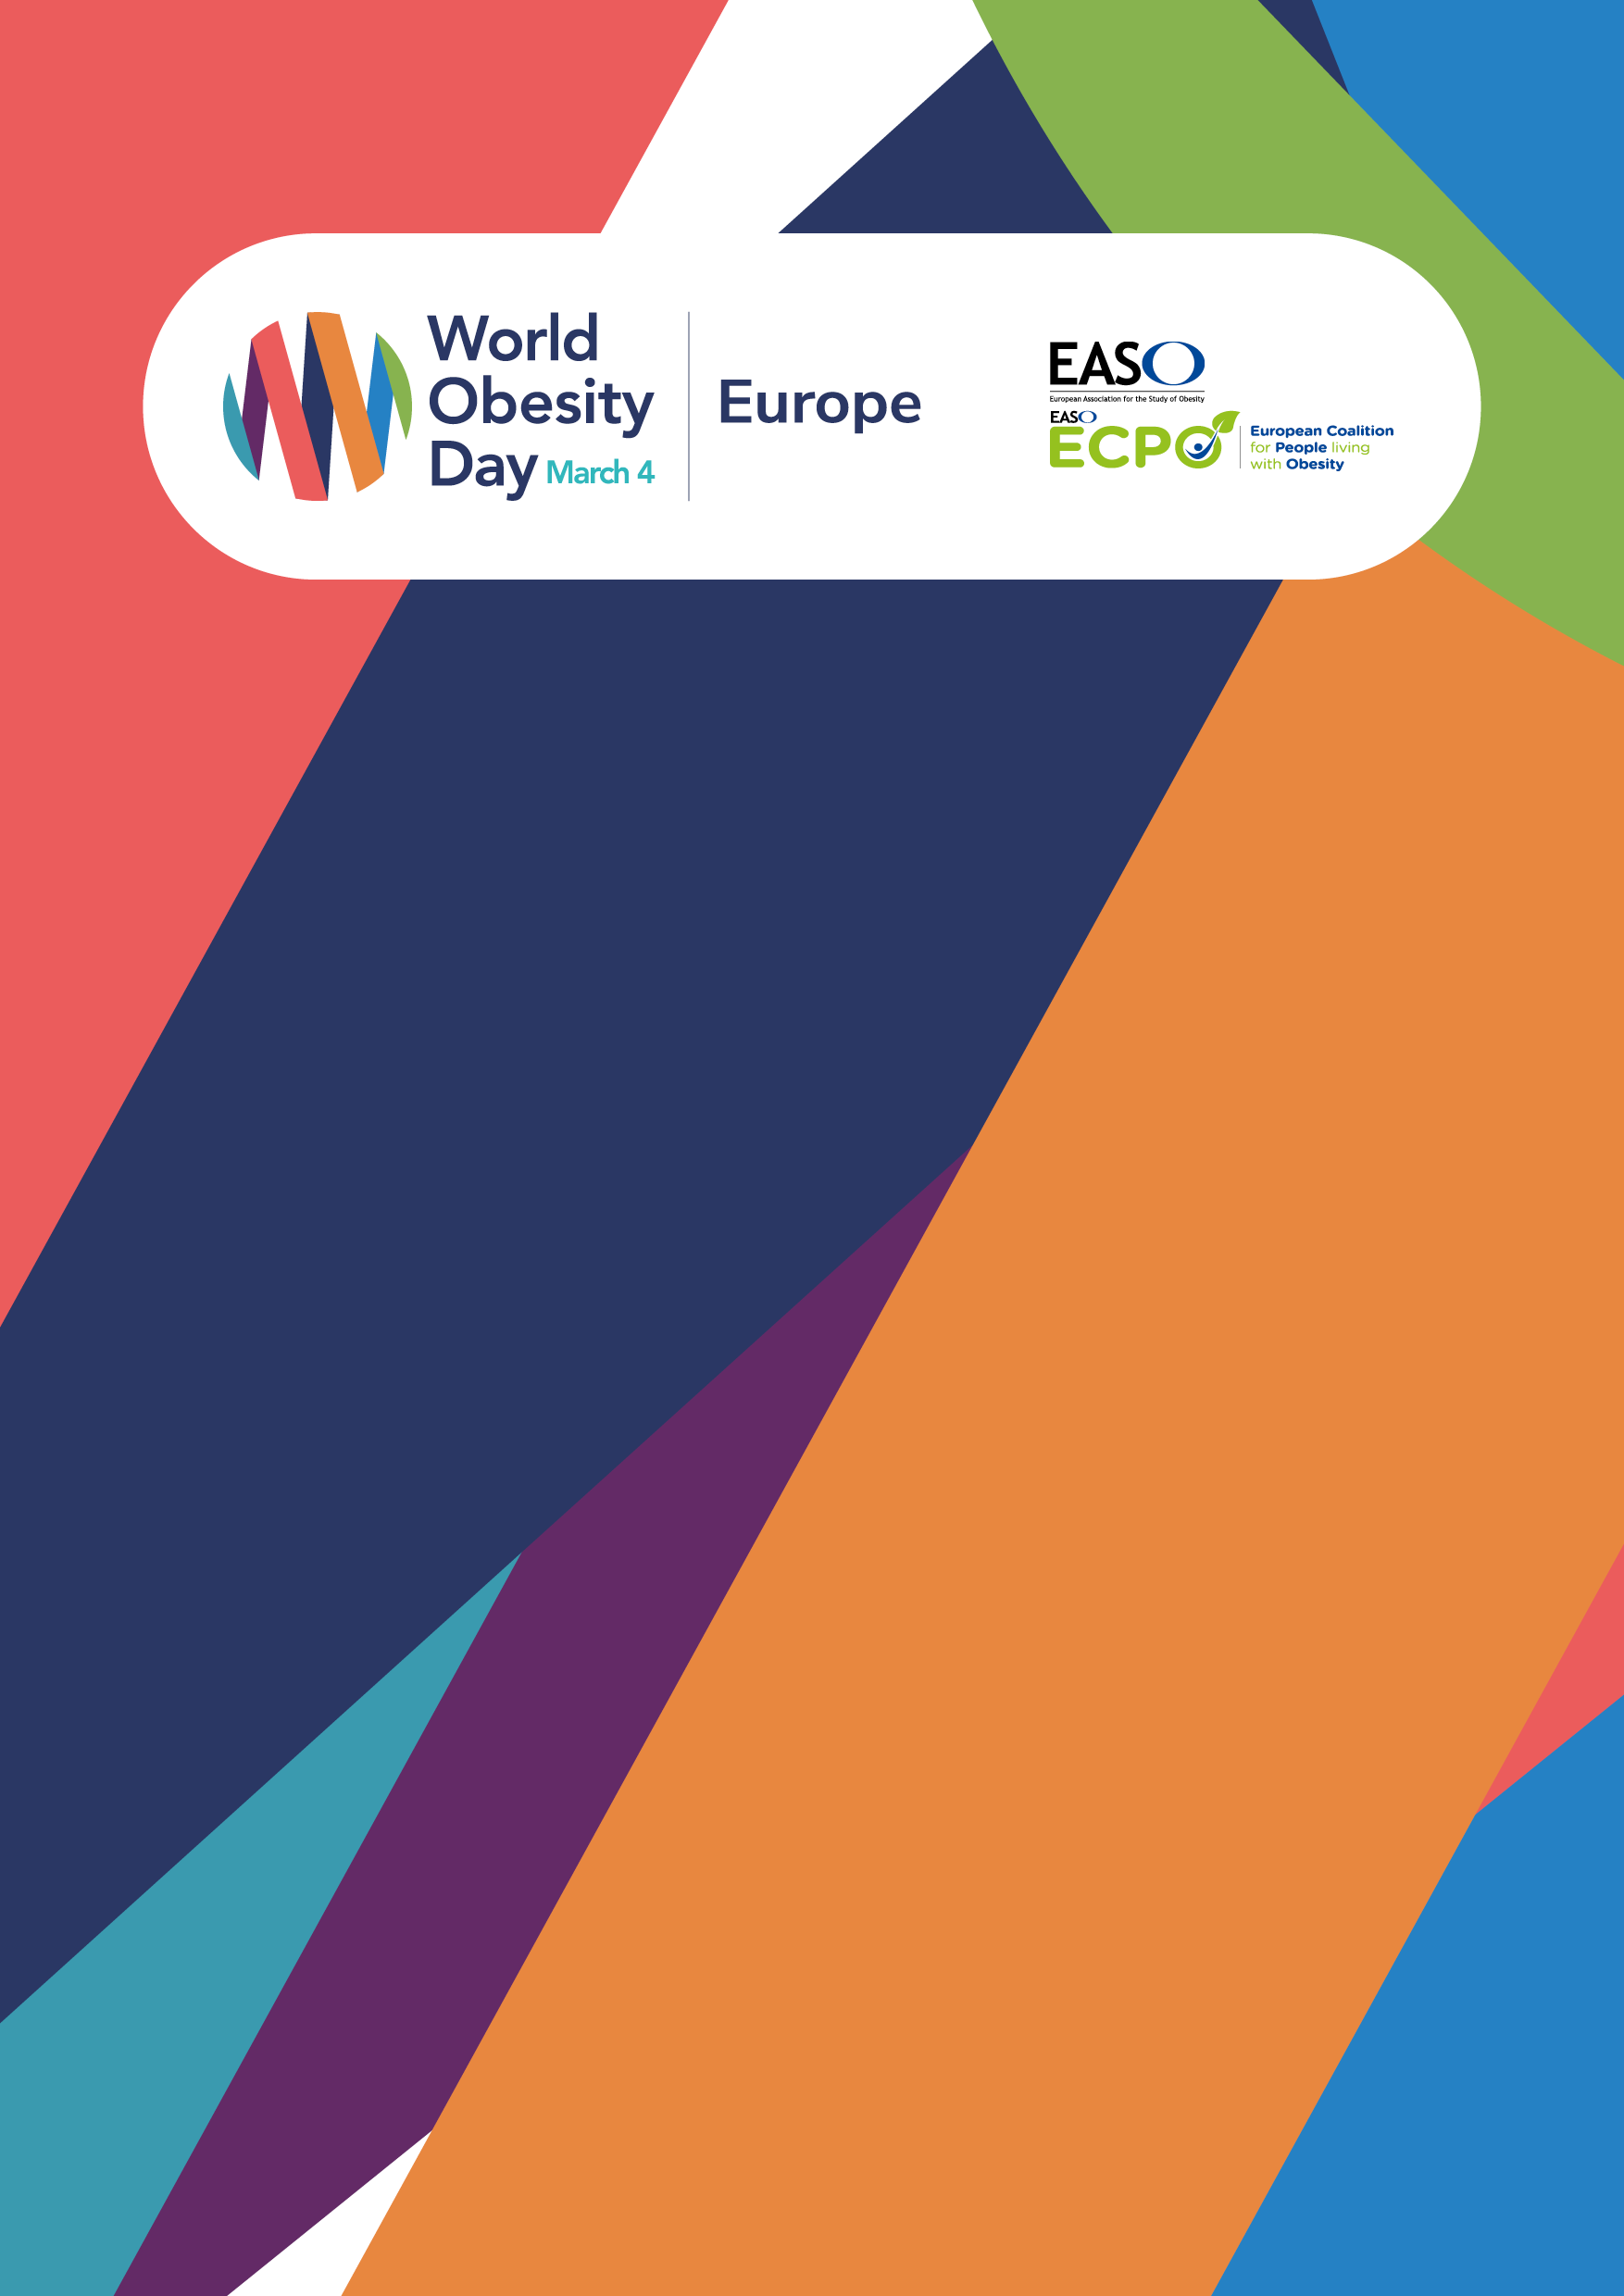 World
Obesity
Day March 4
Europe
EASO
European Association for the Study of Obesity
EASO
ECPO
European Coalition
for People living
with Obesity